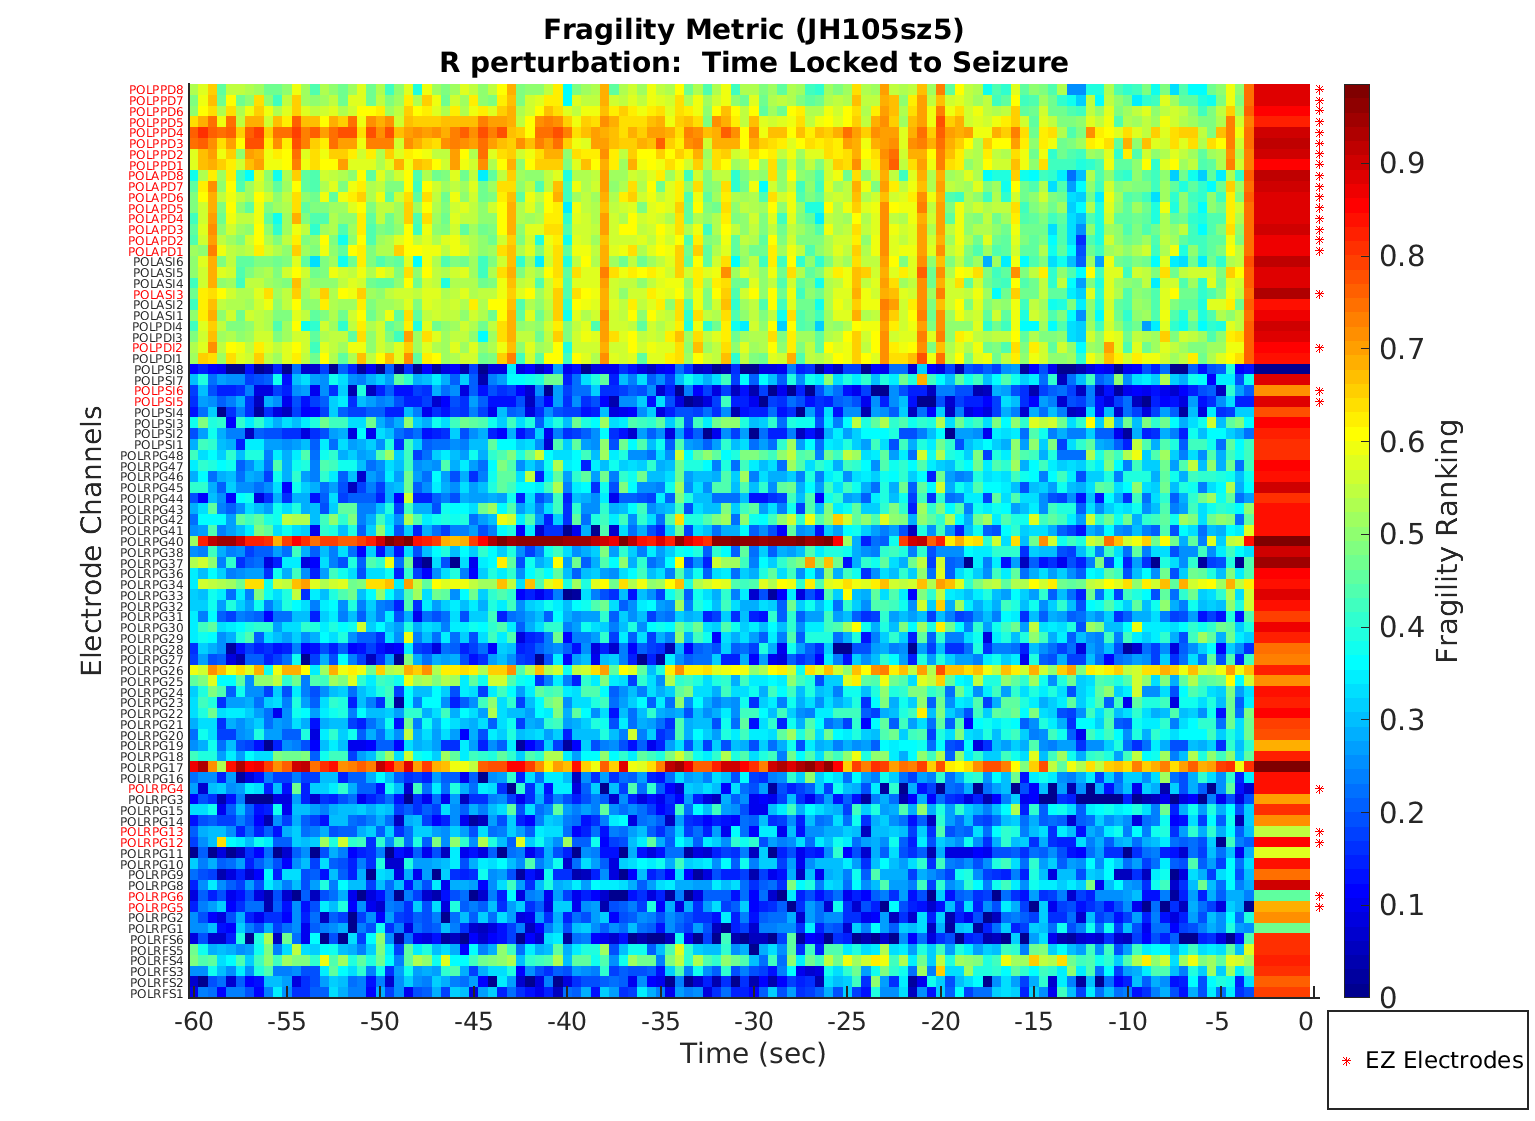 Fragility Metric (JH105sz5)
R perturbation:  Time Locked to Seizure
Electrode Channels
POLPPD8
POLPPD7
POLPPD6
POLPPD5
POLPPD4
POLPPD3
POLPPD2
POLPPD1
POLAPD8
POLAPD7
POLAPD6
POLAPD5
POLAPD4
POLAPD3
POLAPD2
POLAPD1
POLASI6
POLASI5
POLASI4
POLASI3
POLASI2
POLASI1
POLPDI4
POLPDI3
POLPDI2
POLPDI1
POLPSI8
POLPSI7
POLPSI6
POLPSI5
POLPSI4
POLPSI3
POLPSI2
POLPSI1
POLRPG48
POLRPG47
POLRPG46
POLRPG45
POLRPG44
POLRPG43
POLRPG42
POLRPG41
POLRPG40
POLRPG38
POLRPG37
POLRPG36
POLRPG34
POLRPG33
POLRPG32
POLRPG31
POLRPG30
POLRPG29
POLRPG28
POLRPG27
POLRPG26
POLRPG25
POLRPG24
POLRPG23
POLRPG22
POLRPG21
POLRPG20
POLRPG19
POLRPG18
POLRPG17
POLRPG16
POLRPG4
POLRPG3
POLRPG15
POLRPG14
POLRPG13
POLRPG12
POLRPG11
POLRPG10
POLRPG9
POLRPG8
POLRPG6
POLRPG5
POLRPG2
POLRPG1
POLRFS6
POLRFS5
POLRFS4
POLRFS3
POLRFS2
POLRFS1
-60 -55 -50 -45 -40 -35 -30 -25 -20 -15 -10 -5 0
Time (sec)
0.9
0.8
0.7
0.6
0.5
0.4
0.3
0.2
0.1
0
Fragility Ranking
EZ Electrodes